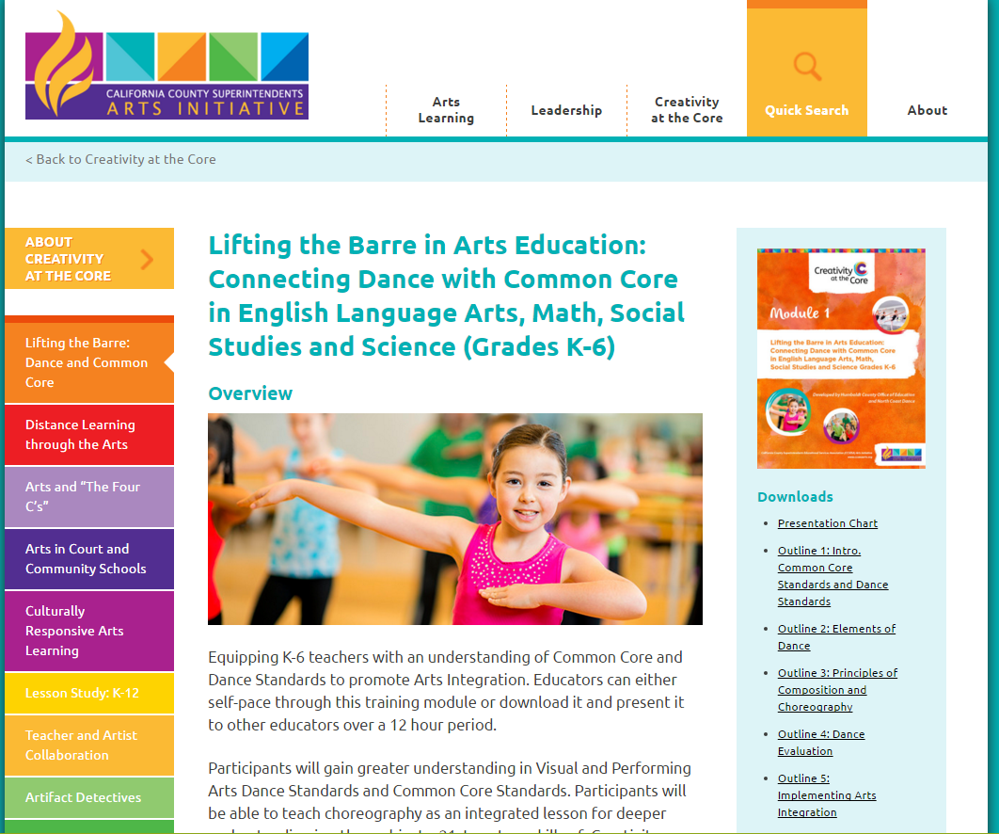 CALIFORNIA COUNTY SUPERINTENDENTS
ARTS INITIATIVE
Arts
Learning
Leadership
Creativity
at the Core
Quick Search
About
< Back to Creativity at the Core
ABOUT
CREATIVITY
AT THE CORE
Lifting the Barre:
Dance and Common
Core
Distance Learning
through the Arts
Arts and “The Four
C’s”
Arts in Court and
Community Schools
Culturally
Responsive Arts
Learning
Lesson Study: K-12
Teacher and Artist
Collaboration
Artifact Detectives
Lifting the Barre in Arts Education:
Connecting Dance with Common Core
in English Language Arts, Math, Social
Studies and Science (Grades K-6)
Overview
Equipping K-6 teachers with an understanding of Common Core and
Dance Standards to promote Arts Integration. Educators can either
self-pace through this training module or download it and present it
to other educators over a 12 hour period.
Participants will gain greater understanding in Visual and Performing
Arts Dance Standards and Common Core Standards. Participants will
be able to teach choreography as an integrated lesson for deeper
Creativity
at the Core
Module 1
Lifting the Barre in Arts Education:
Connecting Dance with Common Core
in English Language Arts, Math,
Social Studies and Science Grades K-6
Developed by Humboldt County Office of Education
and North Coast Dance
Downloads
Presentation Chart
Outline 1: Intro.
Common Core
Standards and Dance
Standards
Outline 2: Elements of
Dance
Outline 3: Principles of
Composition and
Choreography
Outline 4: Dance
Evaluation
Outline 5:
Implementing Arts
Integration